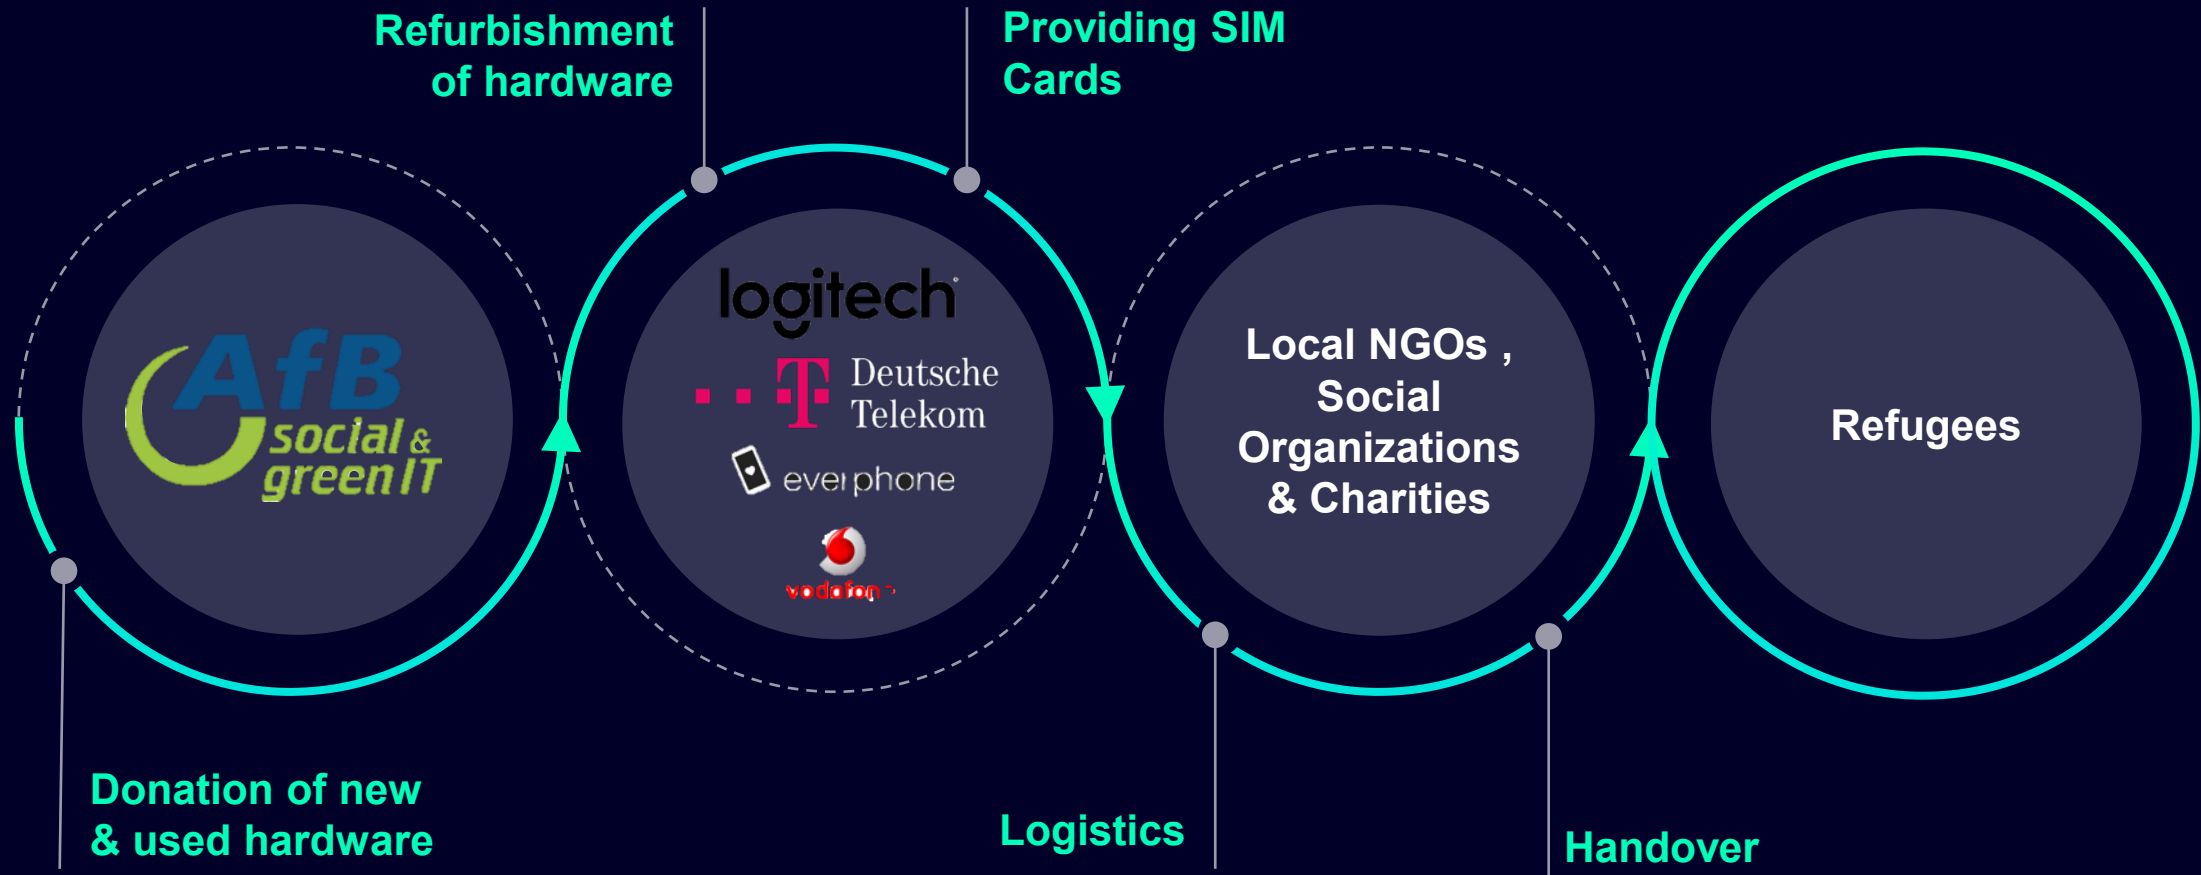 Refurbishment
of hardware
Providing SIM
Cards
AfB
social &
green IT
logitech
Deutsche
Telekom
everphone
vodafon
Local NGOs ,
Social
Organizations
& Charities
Refugees
Donation of new
& used hardware
Logistics
Handover